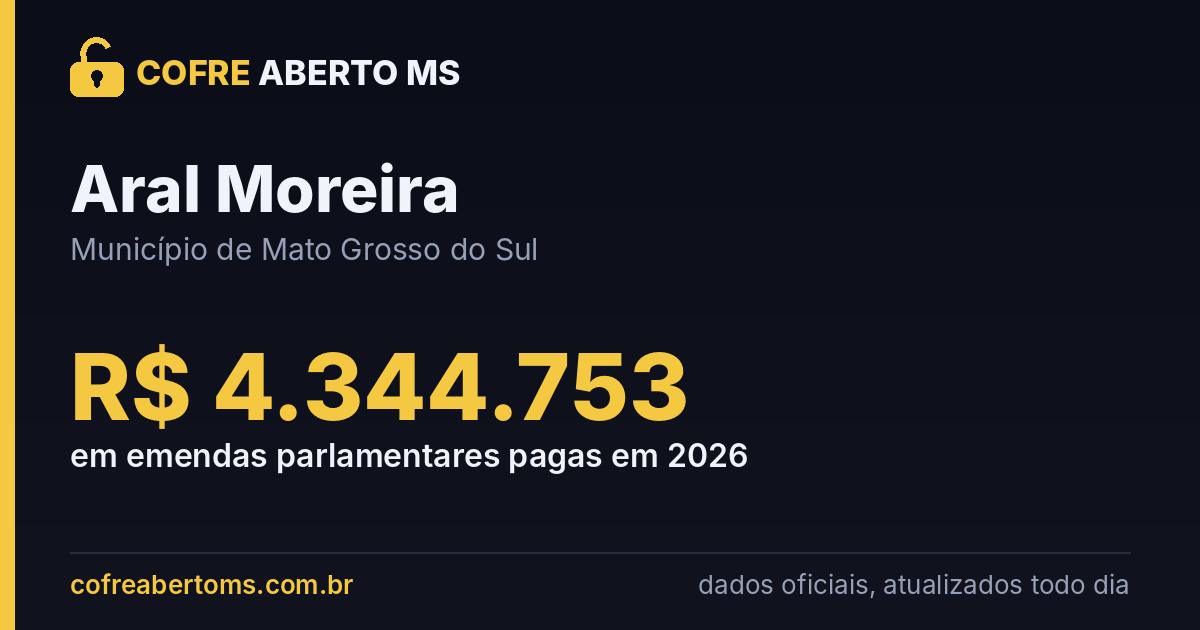 COFRE ABERTO MS
Aral Moreira
Município de Mato Grosso do Sul
R$ 4.344.753
em emendas parlamentares pagas em 2026
cofreabertoms.com.br
dados oficiais, atualizados todo dia